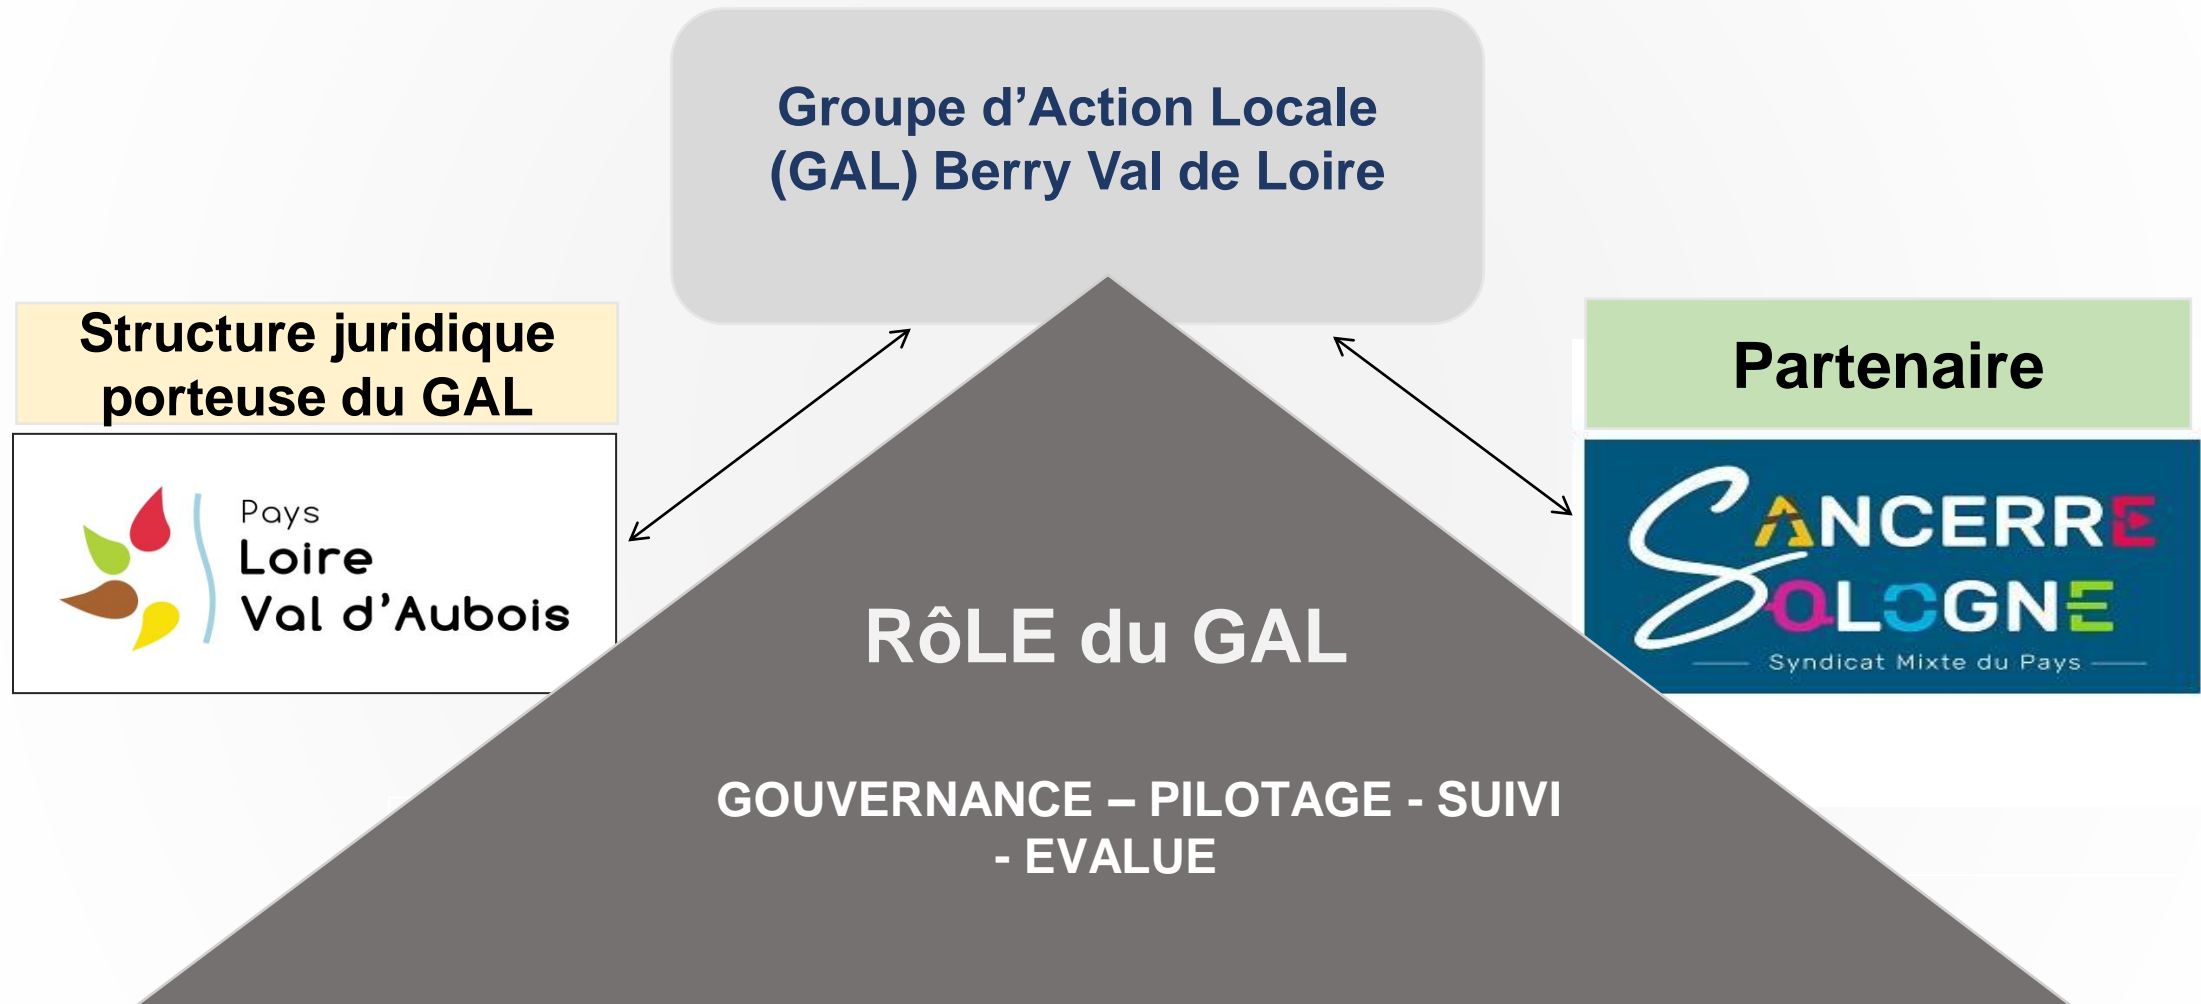 Groupe d’Action Locale
(GAL) Berry Val de Loire
Structure juridique
porteuse du GAL
Pays
Loire
Val d’Aubois
Partenaire
SANCERRE
SOLOGNE
Syndicat Mixte du Pays
RôLE du GAL
GOUVERNANCE – PILOTAGE - SUIVI
- EVALUE